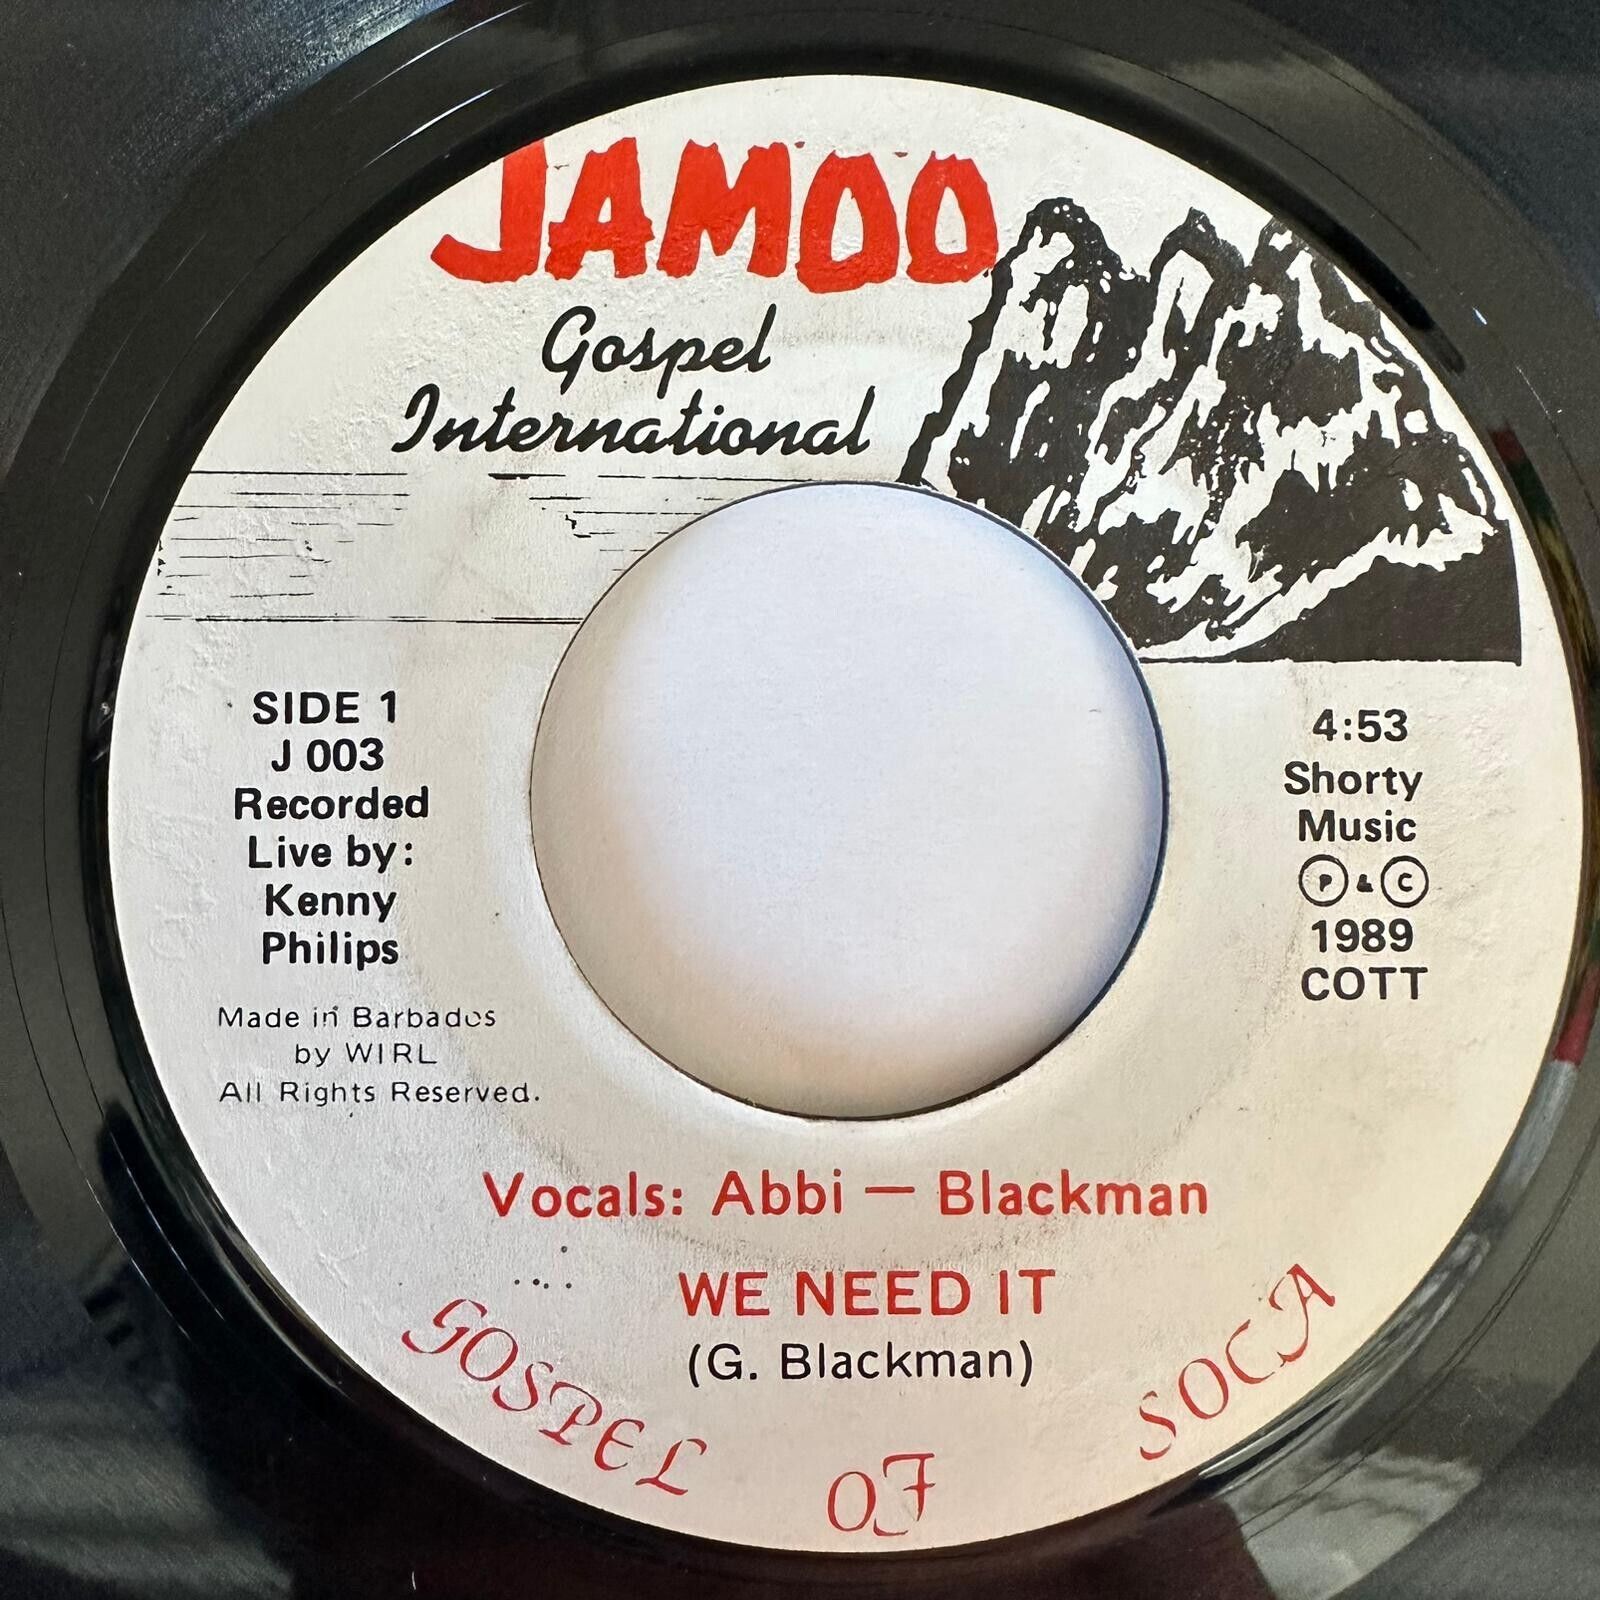 JAMOO
Gospel
International
SIDE 1
J 003
Recorded
Live by:
Kenny
Philips
Made in Barbados
by WIRL
All Rights Reserved.
4:53
Shorty
Music
Ⓟ & Ⓒ
1989
COTT
Vocals: Abbi — Blackman
WE NEED IT
(G. Blackman)
GOSPEL OF SOCA